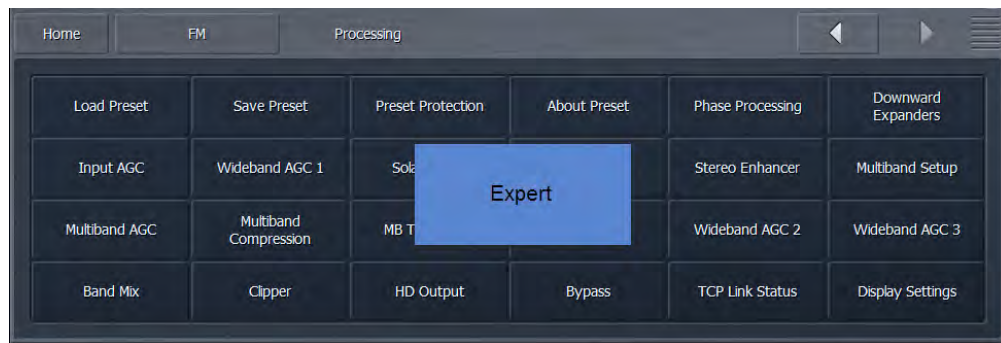 Home FM Processing
Load Preset Save Preset Preset Protection About Preset Phase Processing Downward Expanders
Input AGC Wideband AGC 1 Stereo Enhancer Multiband Setup
Expert
Multiband AGC Multiband Compression MB Wideband AGC 2 Wideband AGC 3
Band Mix Clipper HD Output Bypass TCP Link Status Display Settings